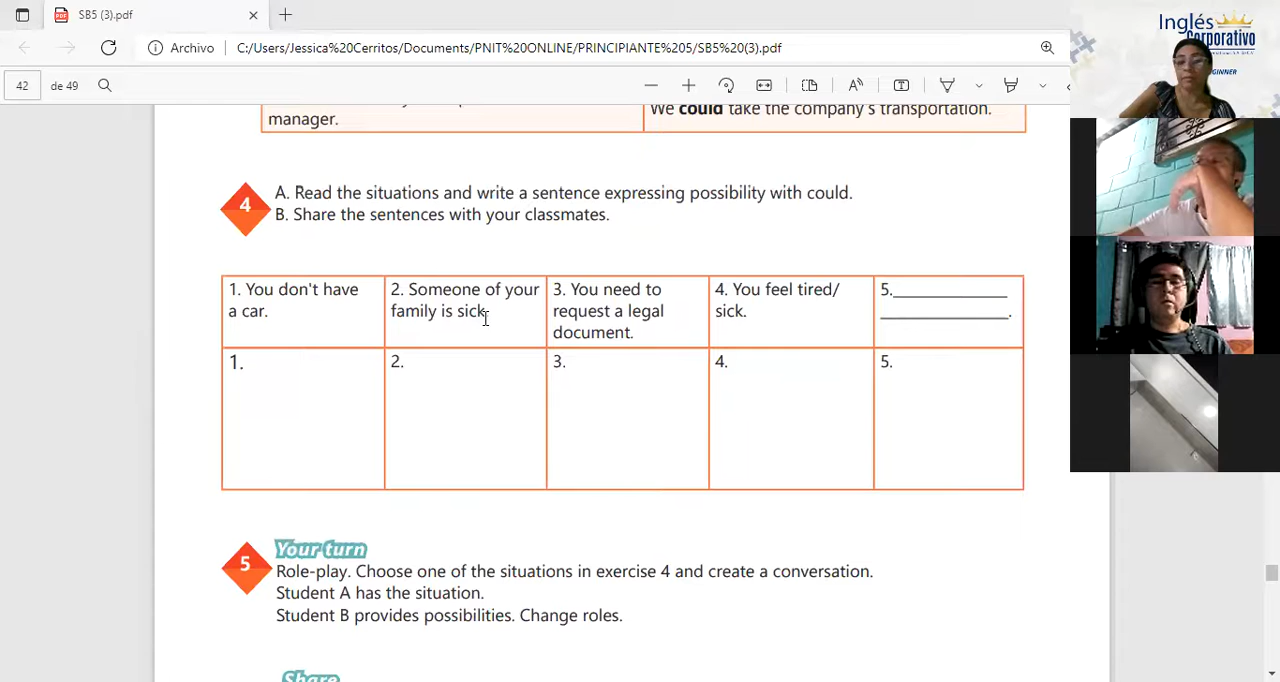 SB5 (3).pdf
Archivo
C:/Users/Jessica%20Cerritos/Documents/PNIT%20ONLINE/PRINCIPIANTE%205/SB5%20(3).pdf
42 de 49
manager.
We could take the company's transportation.
4
A. Read the situations and write a sentence expressing possibility with could.
B. Share the sentences with your classmates.
1. You don't have
a car.
2. Someone of your
family is sick.
3. You need to
request a legal
document.
4. You feel tired/
sick.
5.
1.
2.
3.
4.
5.
5
Your turn
Role-play. Choose one of the situations in exercise 4 and create a conversation.
Student A has the situation.
Student B provides possibilities. Change roles.
Share
Inglés
Corporativo